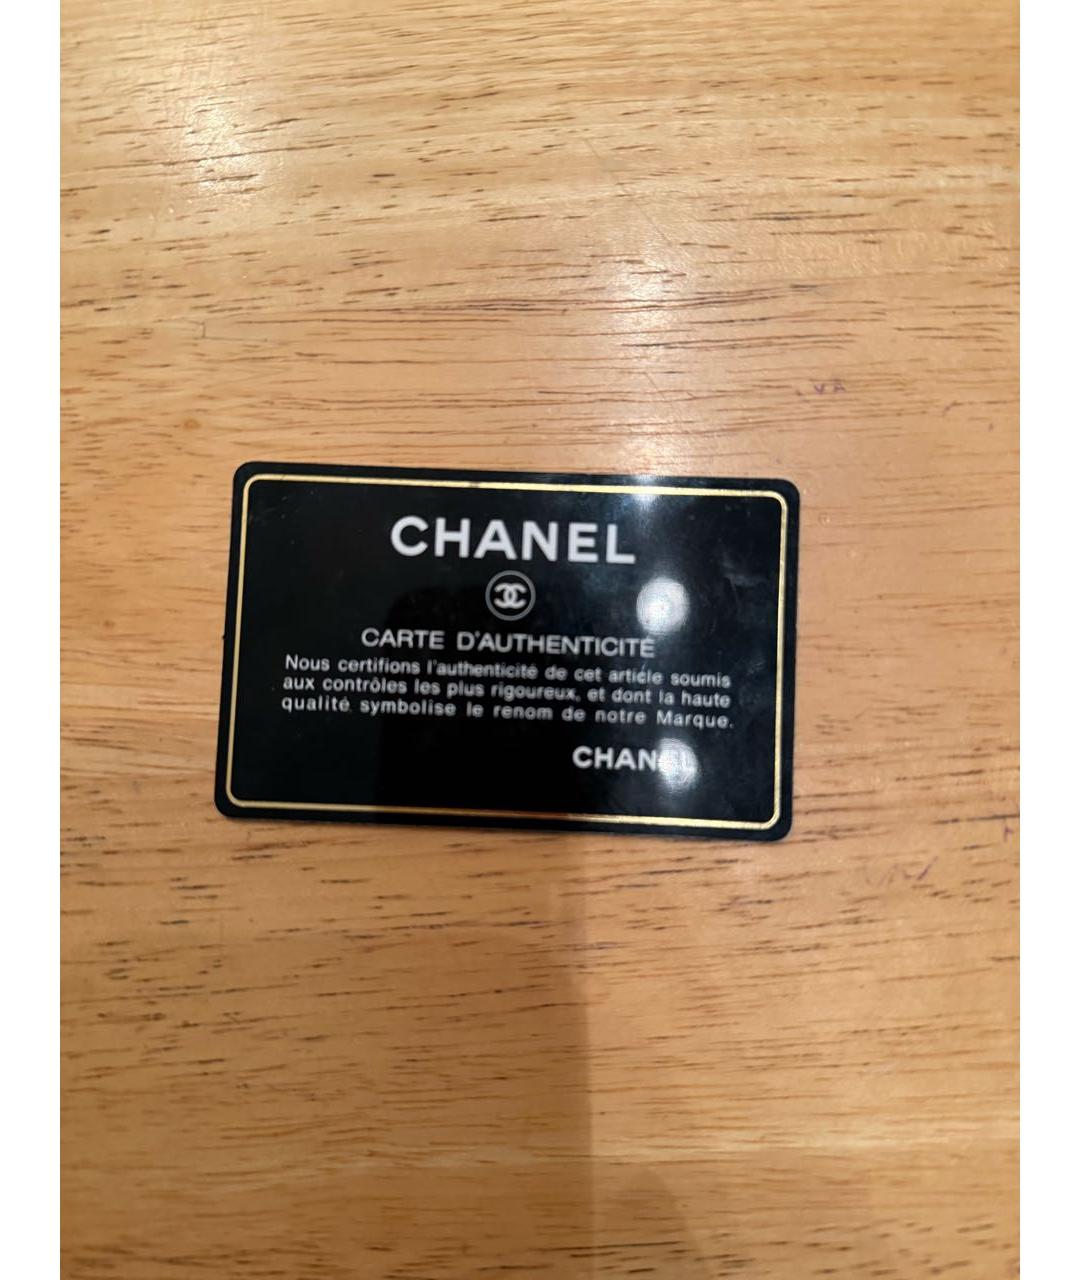 CHANEL
CARTE D'AUTHENTICITÉ
Nous certifions l'authenticité de cet article soumis
aux contrôles les plus rigoureux, et dont la haute
qualité symbolise le renom de notre Marque.
CHANEL